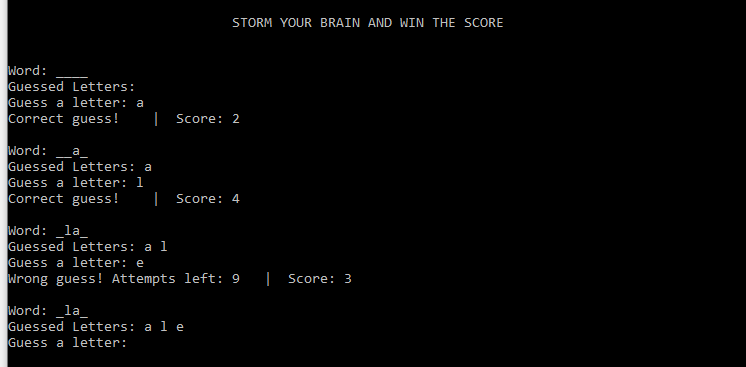 STORM YOUR BRAIN AND WIN THE SCORE
Word: ____
Guessed Letters:
Guess a letter: a
Correct guess!    |  Score: 2
Word: __a_
Guessed Letters: a
Guess a letter: l
Correct guess!    |  Score: 4
Word: _la_
Guessed Letters: a l
Guess a letter: e
Wrong guess! Attempts left: 9   |  Score: 3
Word: _la_
Guessed Letters: a l e
Guess a letter: